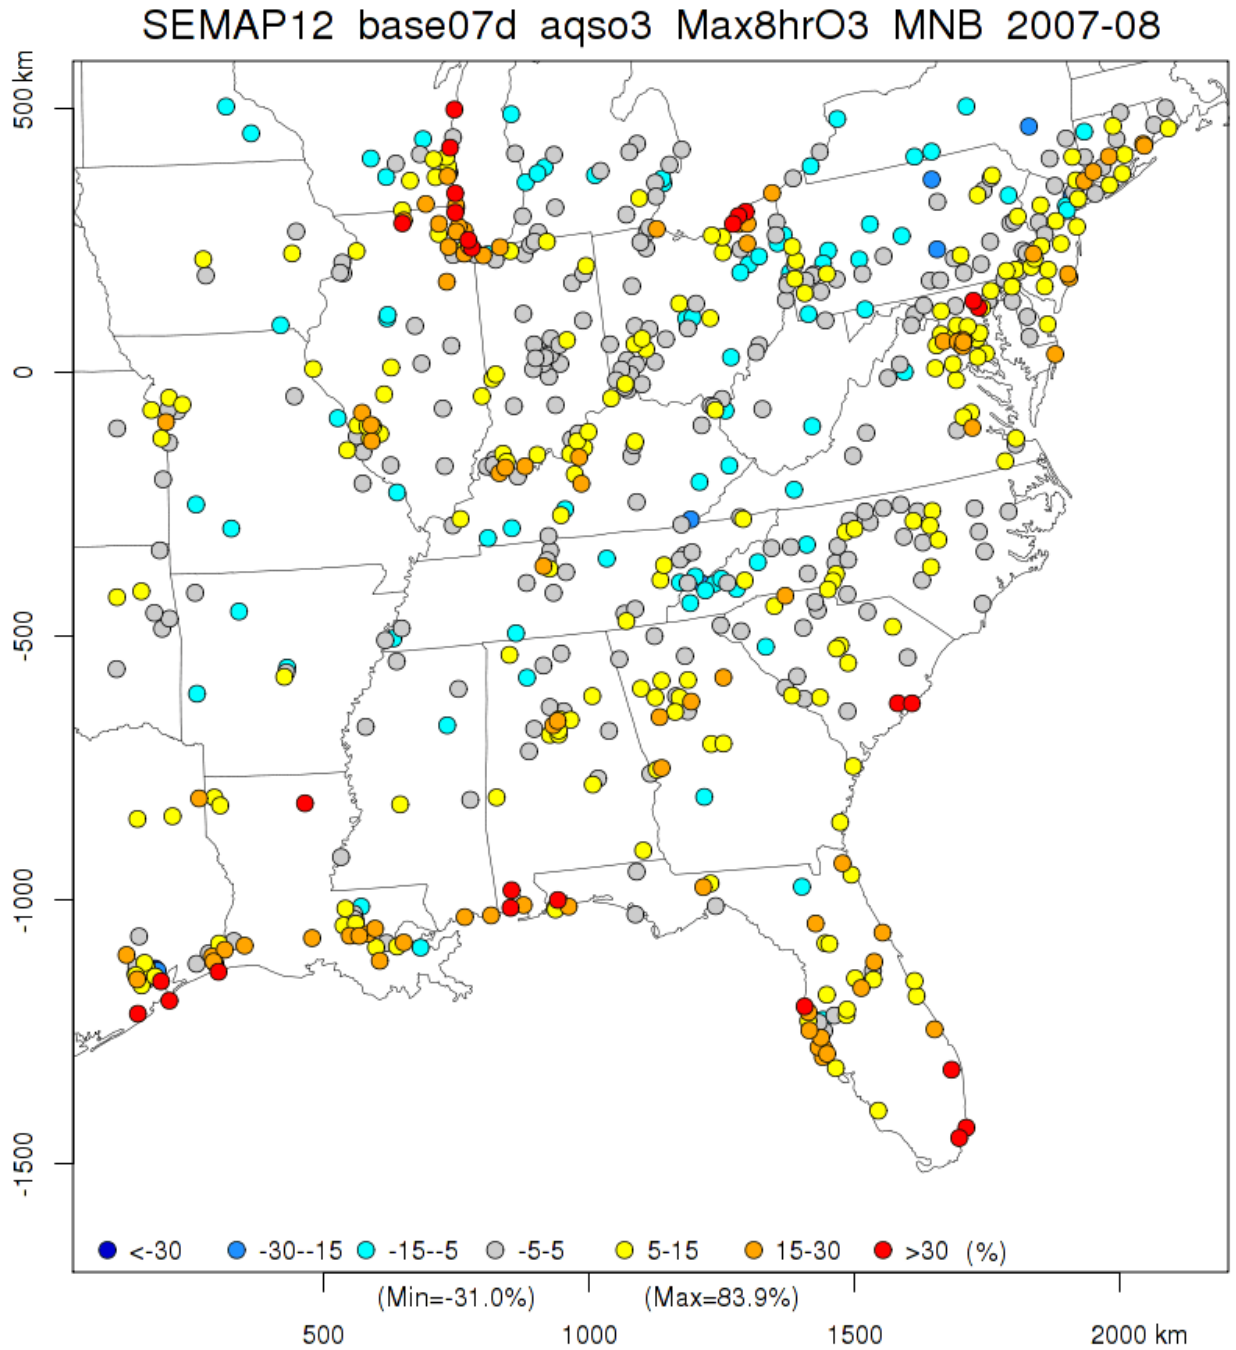 SEMAP12 base07d aqso3 Max8hrO3 MNB 2007-08
500 km
0
-500
-1000
-1500
<-30 -30--15 -15--5 -5-5 5-15 15-30 >30 (%)
(Min=-31.0%) (Max=83.9%)
500 1000 1500 2000 km